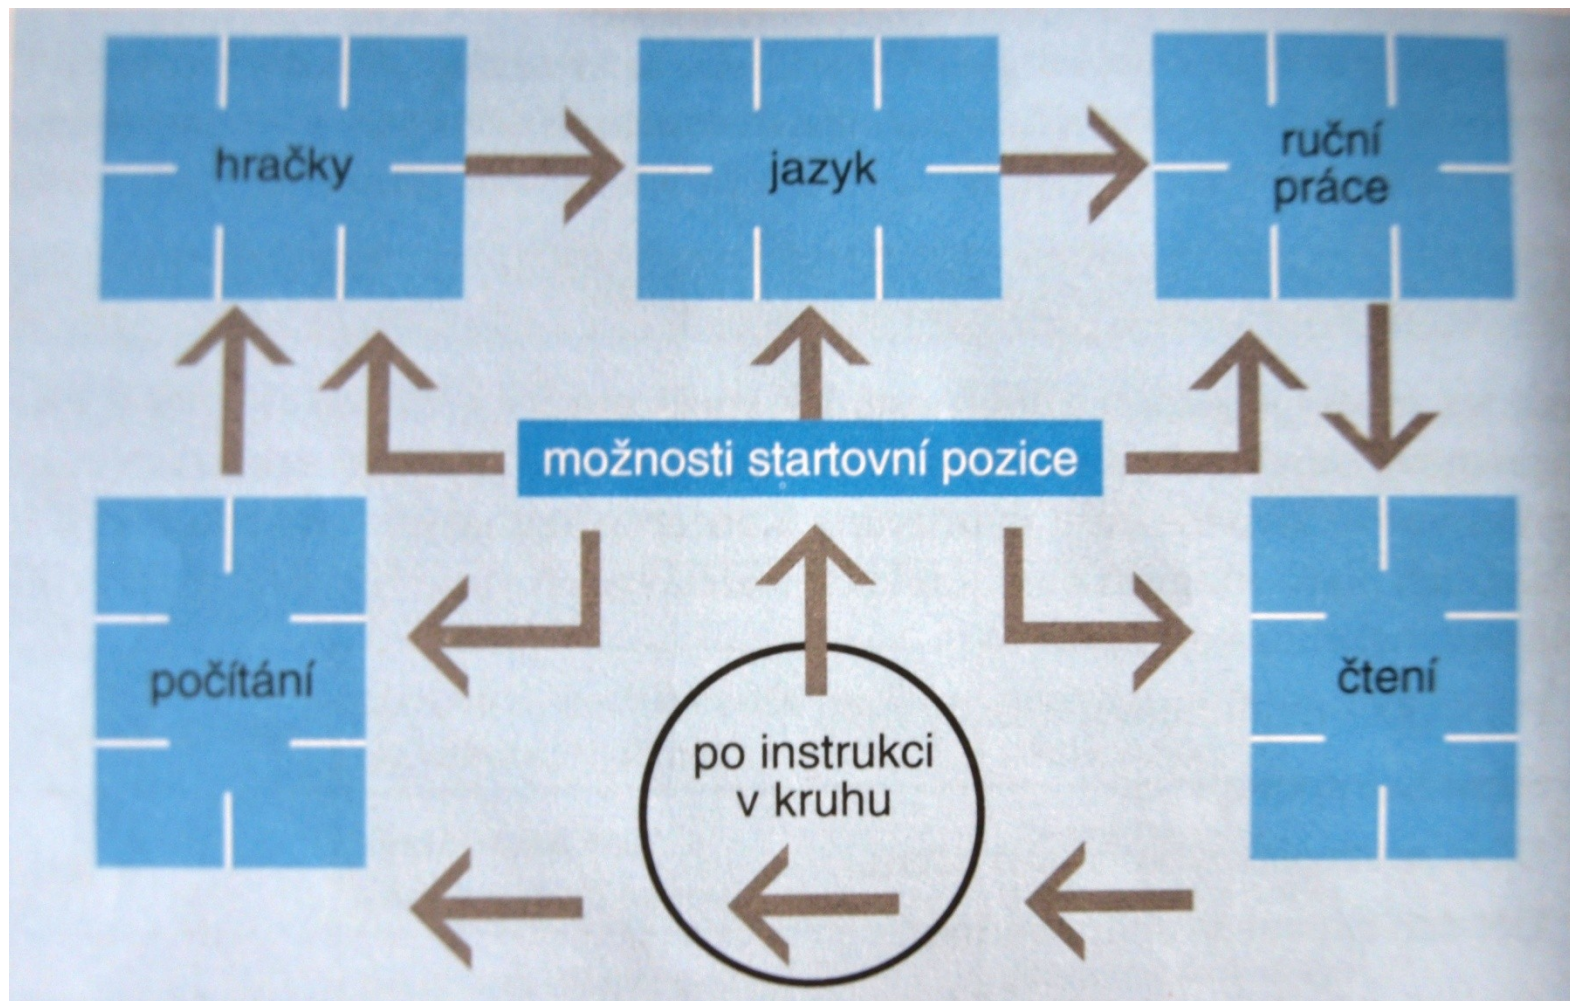 hračky
jazyk
ruční
práce
možnosti startovní pozice
počítání
čtení
po instrukci
v kruhu